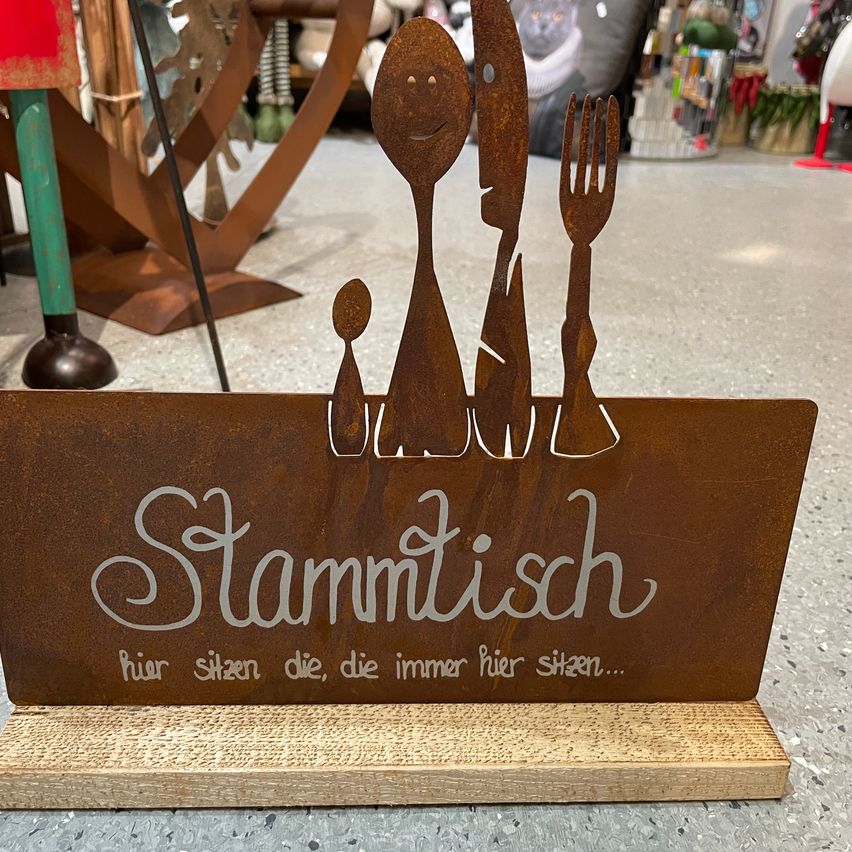 Stammtisch
hier sitzen die, die immer hier sitzen...